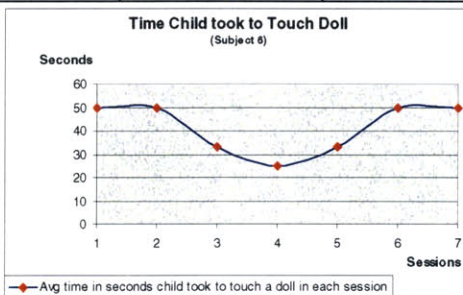 Time Child took to Touch Doll
(Subject 6)
Seconds
60
50
40
30
20
10
0
1 2 3 4 5 6 7
Sessions
Avg time in seconds child took to touch a doll in each session